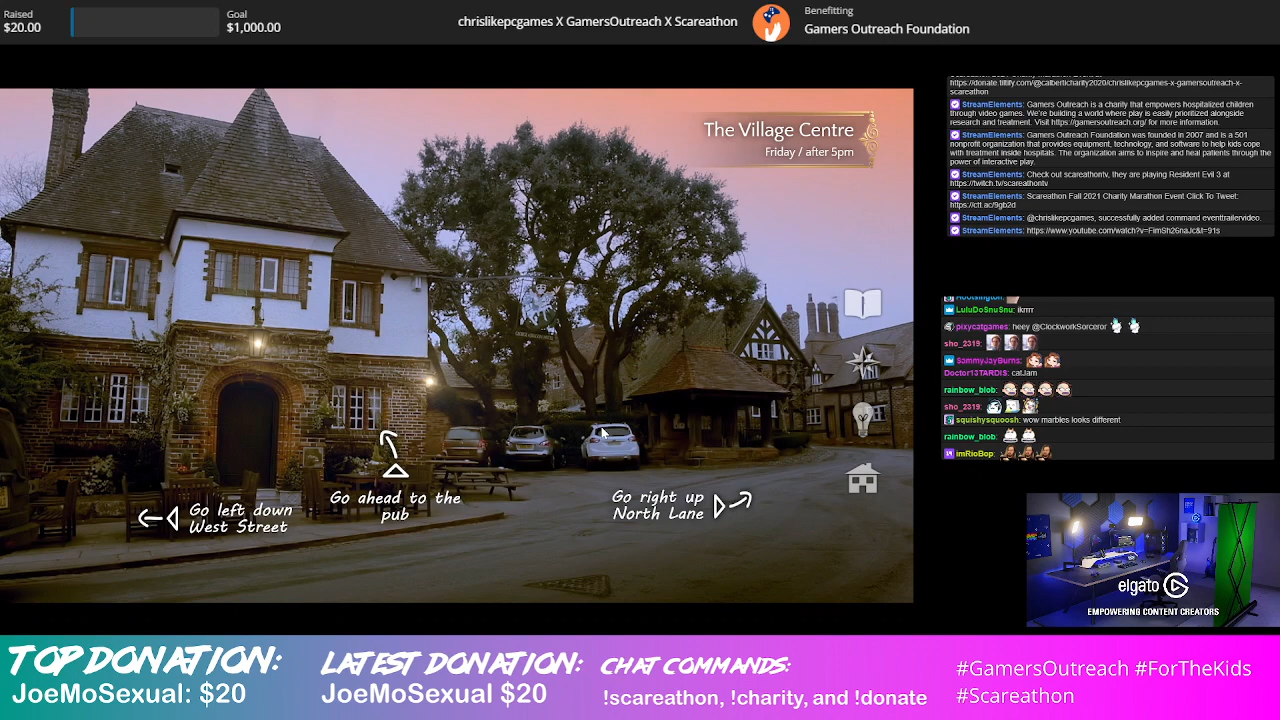 Raised
$20.00
Goal
$1,000.00
chrislikepcgames X GamersOutreach X Scareathon
Benefitting
Gamers Outreach Foundation
The Village Centre
Friday / after 5pm
Go left down
West Street
Go ahead to the
pub
Go right up
North Lane
https://donate.tiltify.com/@calberticharity2020/chrislikepcgames-x-gamersoutreach-x-
scareathon
StreamElements: Gamers Outreach is a charity that empowers hospitalized children
through video games. We're building a world where play is easily prioritized alongside
research and treatment. Visit https://gamersoutreach.org/ for more information.
StreamElements: Gamers Outreach Foundation was founded in 2007 and is a 501
nonprofit organization that provides equipment, technology, and software to help kids cope
with treatment inside hospitals. The organization aims to inspire and heal patients through the
power of interactive play.
StreamElements: Check out scareathontv, they are playing Resident Evil 3 at
https://twitch.tv/scareathontv
StreamElements: Scareathon Fall 2021 Charity Marathon Event Click To Tweet:
https://ctt.ac/9gb2d
StreamElements: @chrislikepcgames, successfully added command eventtrailervideo.
StreamElements: https://www.youtube.com/watch?v=FimSh26naJc&t=91s
LuluDoSnuSnu: ikrrrr
pixycatgames: heey @ClockworkSorceror
sho_2319:
SammyJayBurns:
Doctor13TARDIS: catJam
rainbow_blob:
sho_2319:
squishysquoosh: wow marbles looks different
rainbow_blob:
imRioBop:
elgato
EMPOWERING CONTENT CREATORS
TOP DONATION:
JoeMoSexual: $20
LATEST DONATION:
JoeMoSexual $20
CHAT COMMANDS:
!scareathon, !charity, and !donate
#GamersOutreach #ForTheKids
#Scareathon